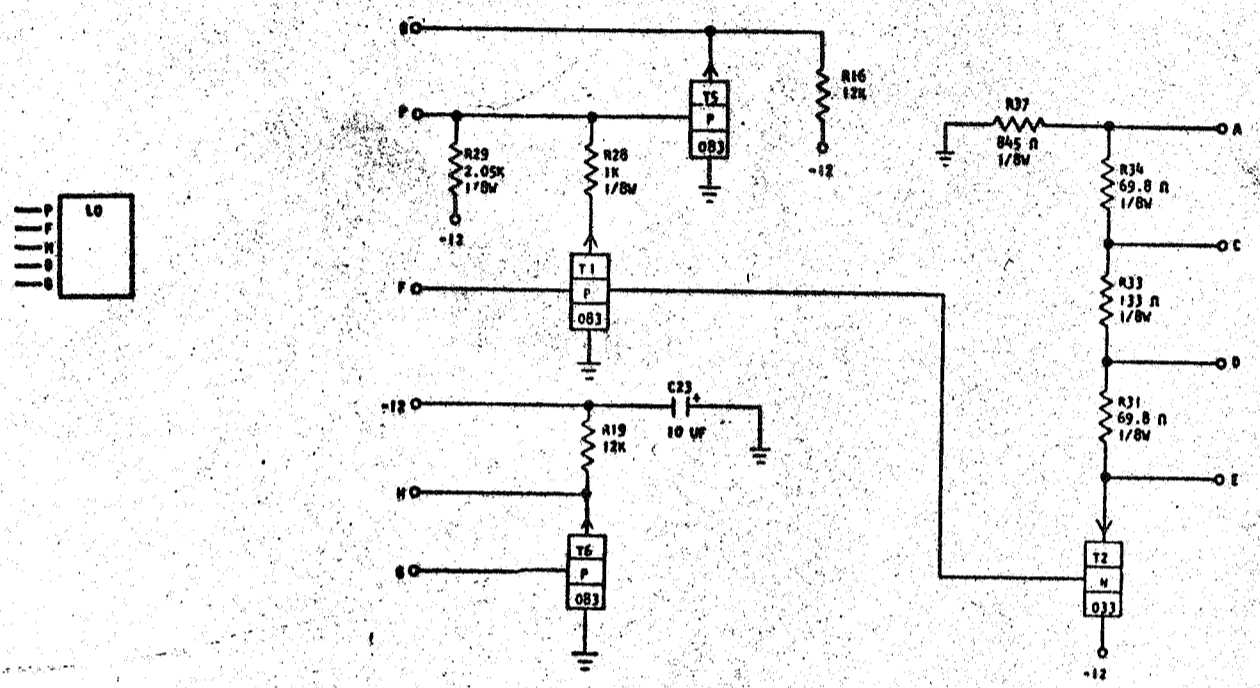 P
R16
12K
T5
P
083
R37
845 Ω
1/8W
A
R29
2.05K
1/8W
R28
1K
1/8W
-12
R34
69.8 Ω
1/8W
P
F
H
-12
C
F
T1
P
083
R33
133 Ω
1/8W
D
-12
C23
+
10 UF
R19
12K
R31
69.8 Ω
1/8W
H
E
T6
P
083
T2
N
033
-12